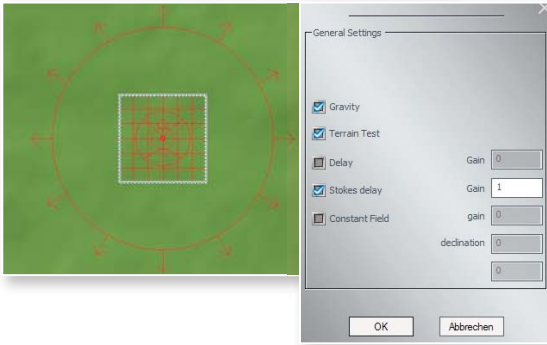 General Settings
Gravity
Terrain Test
Delay Gain 0
Stokes delay Gain 1
Constant Field gain 0
declination 0
0
OK Abbrechen